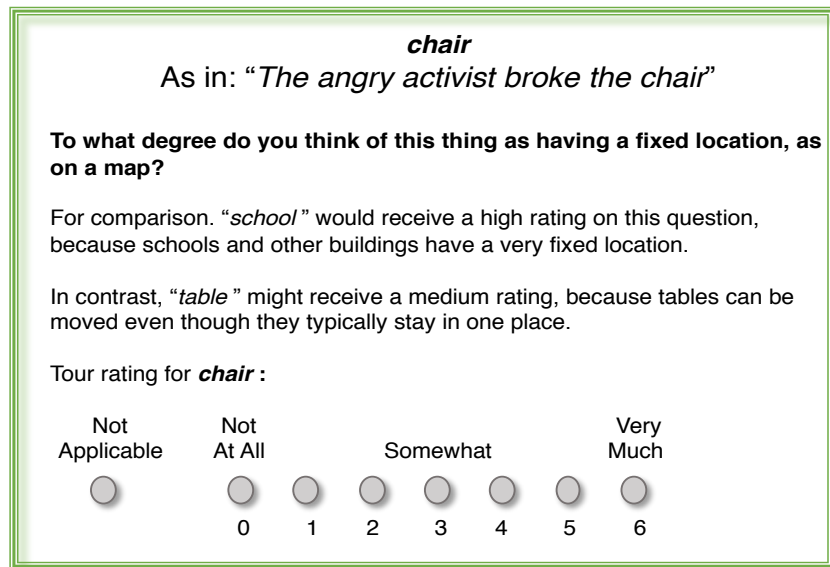 chair
As in: “The angry activist broke the chair”
To what degree do you think of this thing as having a fixed location, as
on a map?
For comparison. “school ” would receive a high rating on this question,
because schools and other buildings have a very fixed location.
In contrast, “table ” might receive a medium rating, because tables can be
moved even though they typically stay in one place.
Tour rating for chair :
Not Not Very
Applicable At All Somewhat Much
0 1 2 3 4 5 6